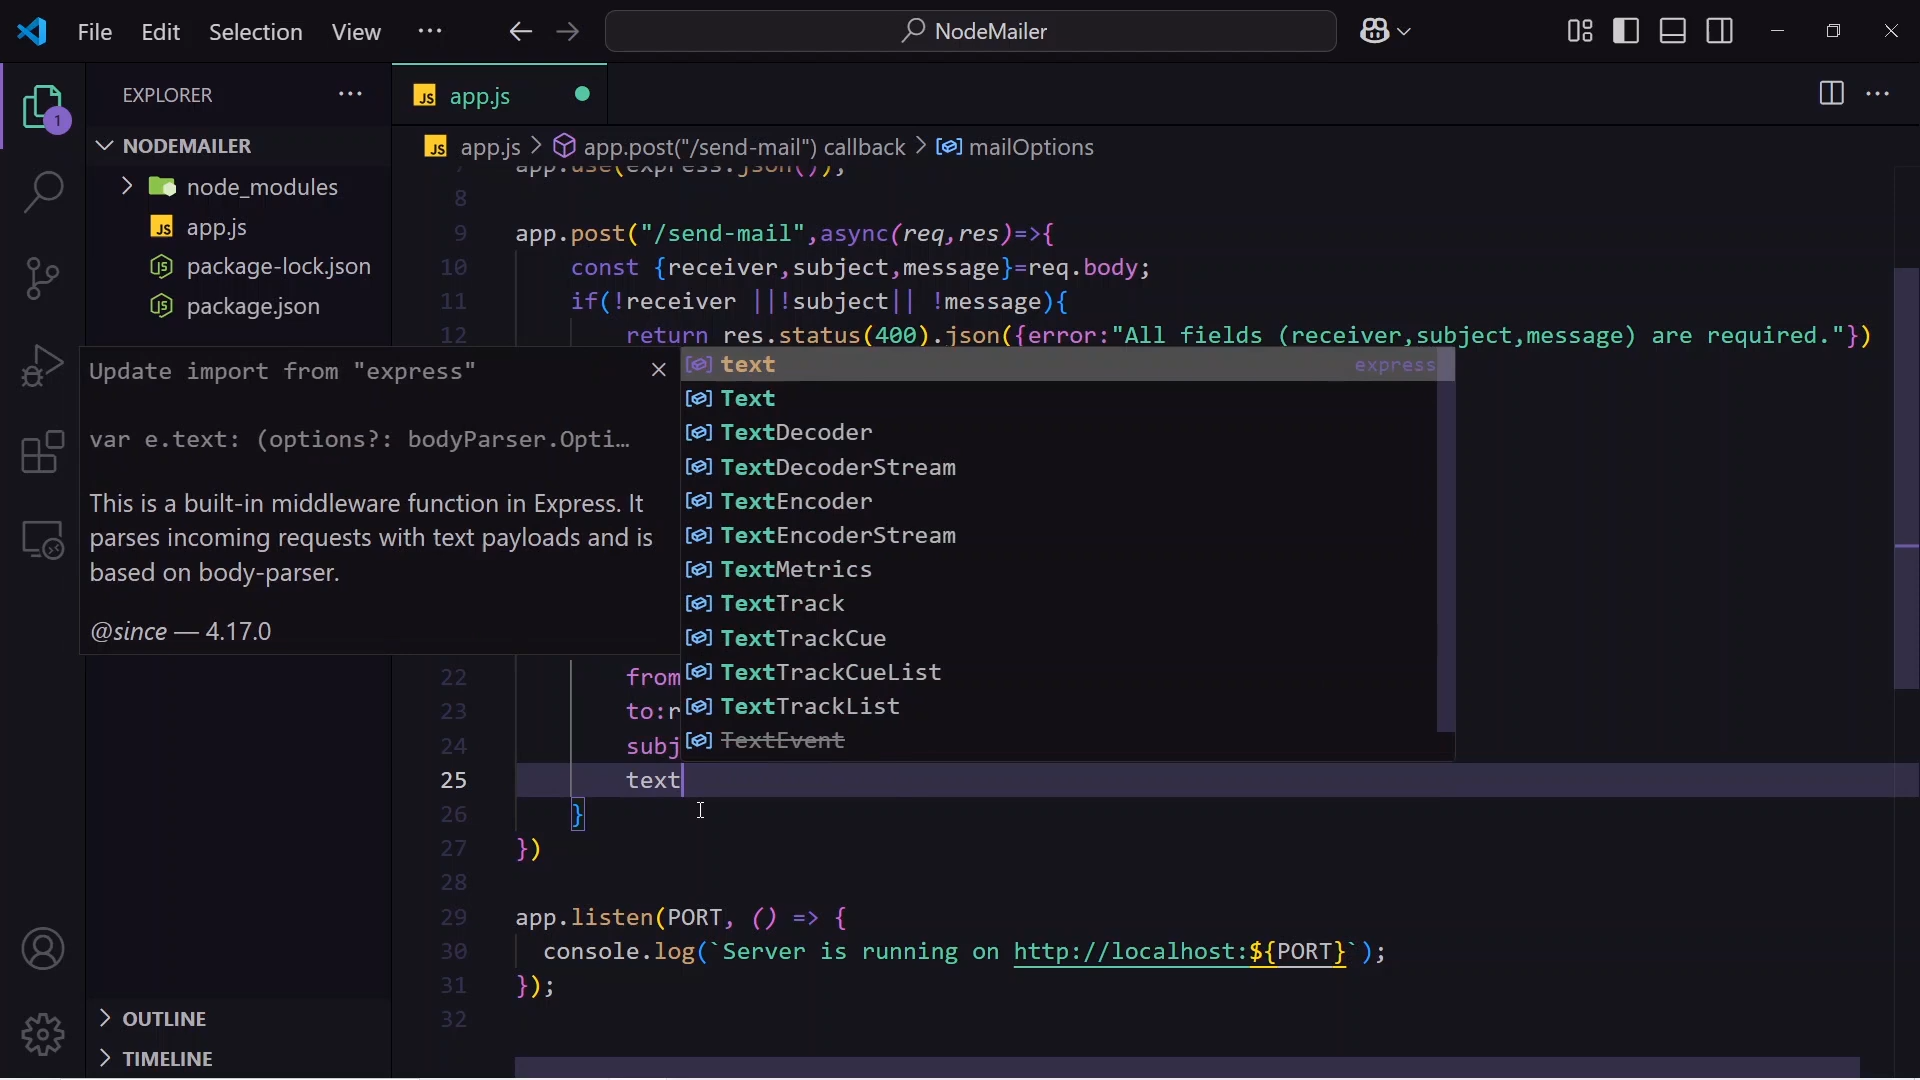 File Edit Selection View ··· NodeMailer
EXPLORER ···
app.js
NODEMAILER
node_modules
app.js
package-lock.json
package.json
OUTLINE
TIMELINE
1
app.js > app.post("/send-mail") callback > mailOptions
7 app.use(express.json());
8
9 app.post("/send-mail",async(req,res)=>{
10 const {receiver,subject,message}=req.body;
11 if(!receiver ||!subject|| !message){
12 return res.status(400).json({error:"All fields (receiver,subject,message) are required."})
Update import from "express"
var e.text: (options?: bodyParser.Opti…
This is a built-in middleware function in Express. It
parses incoming requests with text payloads and is
based on body-parser.
@since — 4.17.0
text express
Text
TextDecoder
TextDecoderStream
TextEncoder
TextEncoderStream
TextMetrics
TextTrack
TextTrackCue
TextTrackCueList
TextTrackList
TextEvent
22 from
23 to:r
24 subj
25 text
26 }
27 })
28
29 app.listen(PORT, () => {
30 console.log(`Server is running on http://localhost:${PORT}`);
31 });
32